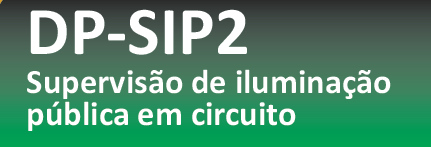 DP-SIP2
Supervisão de iluminação
pública em circuito